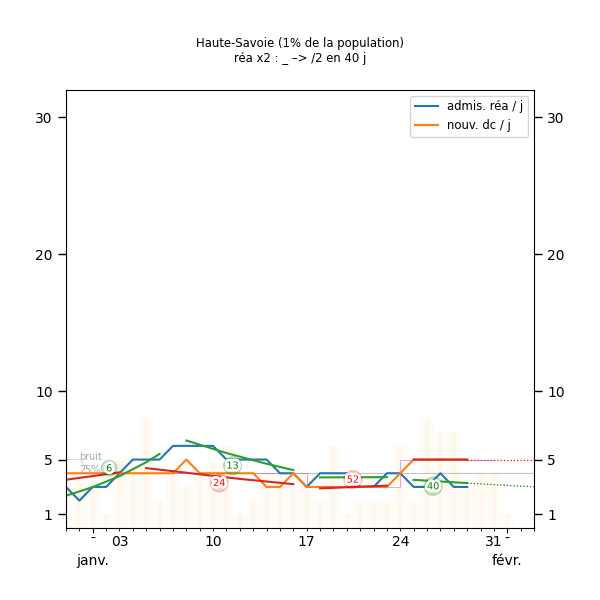 Haute-Savoie (1% de la population)
réa x2 : _ –> /2 en 40 j
admis. réa / j
nouv. dc / j
30 30
20 20
10 10
5 5
1 1
bruit
25%
6
13
24
52
40
03 10 17 24 31
janv. févr.